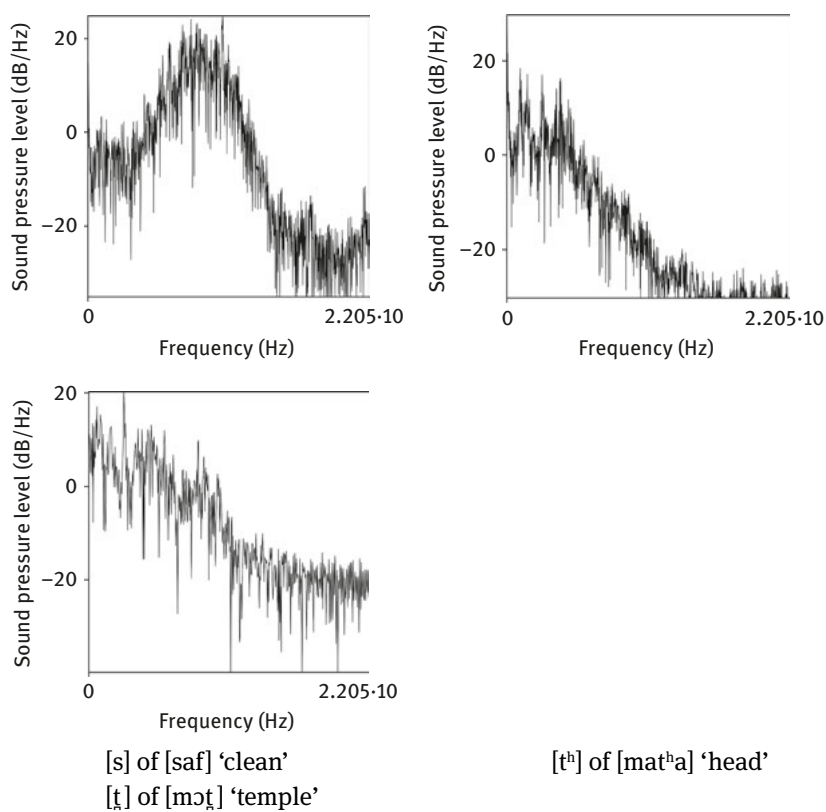 20
0
−20
Sound pressure level (dB/Hz)
0
2.205·10
Frequency (Hz)
20
0
−20
Sound pressure level (dB/Hz)
0
2.205·10
Frequency (Hz)
20
0
−20
Sound pressure level (dB/Hz)
0
2.205·10
Frequency (Hz)
[s] of [saf] ‘clean’
[t̪] of [mɔt̪] ‘temple’
[tʰ] of [matʰa] ‘head’